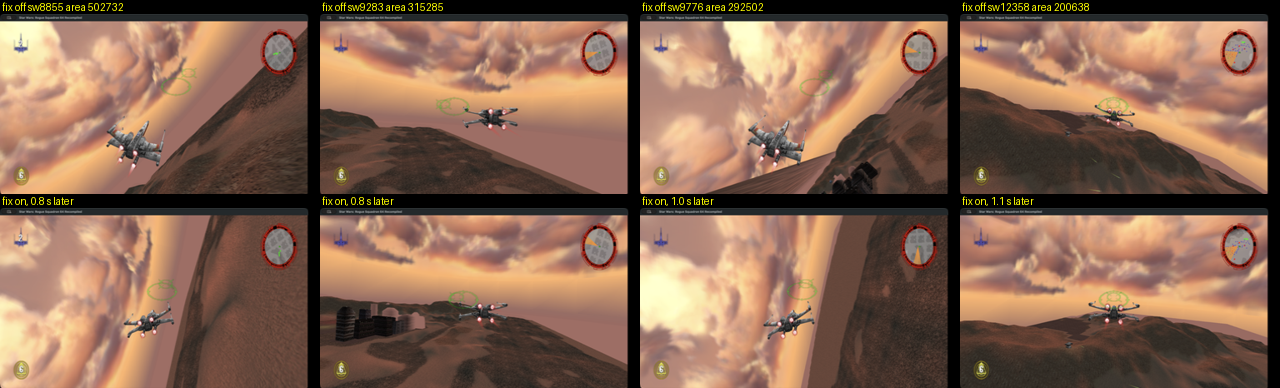 fix off sw8855 area 502732
fix off sw9283 area 315285
fix off sw9776 area 292502
fix off sw12358 area 200638
fix on, 0.8 s later
fix on, 0.8 s later
fix on, 1.0 s later
fix on, 1.1 s later